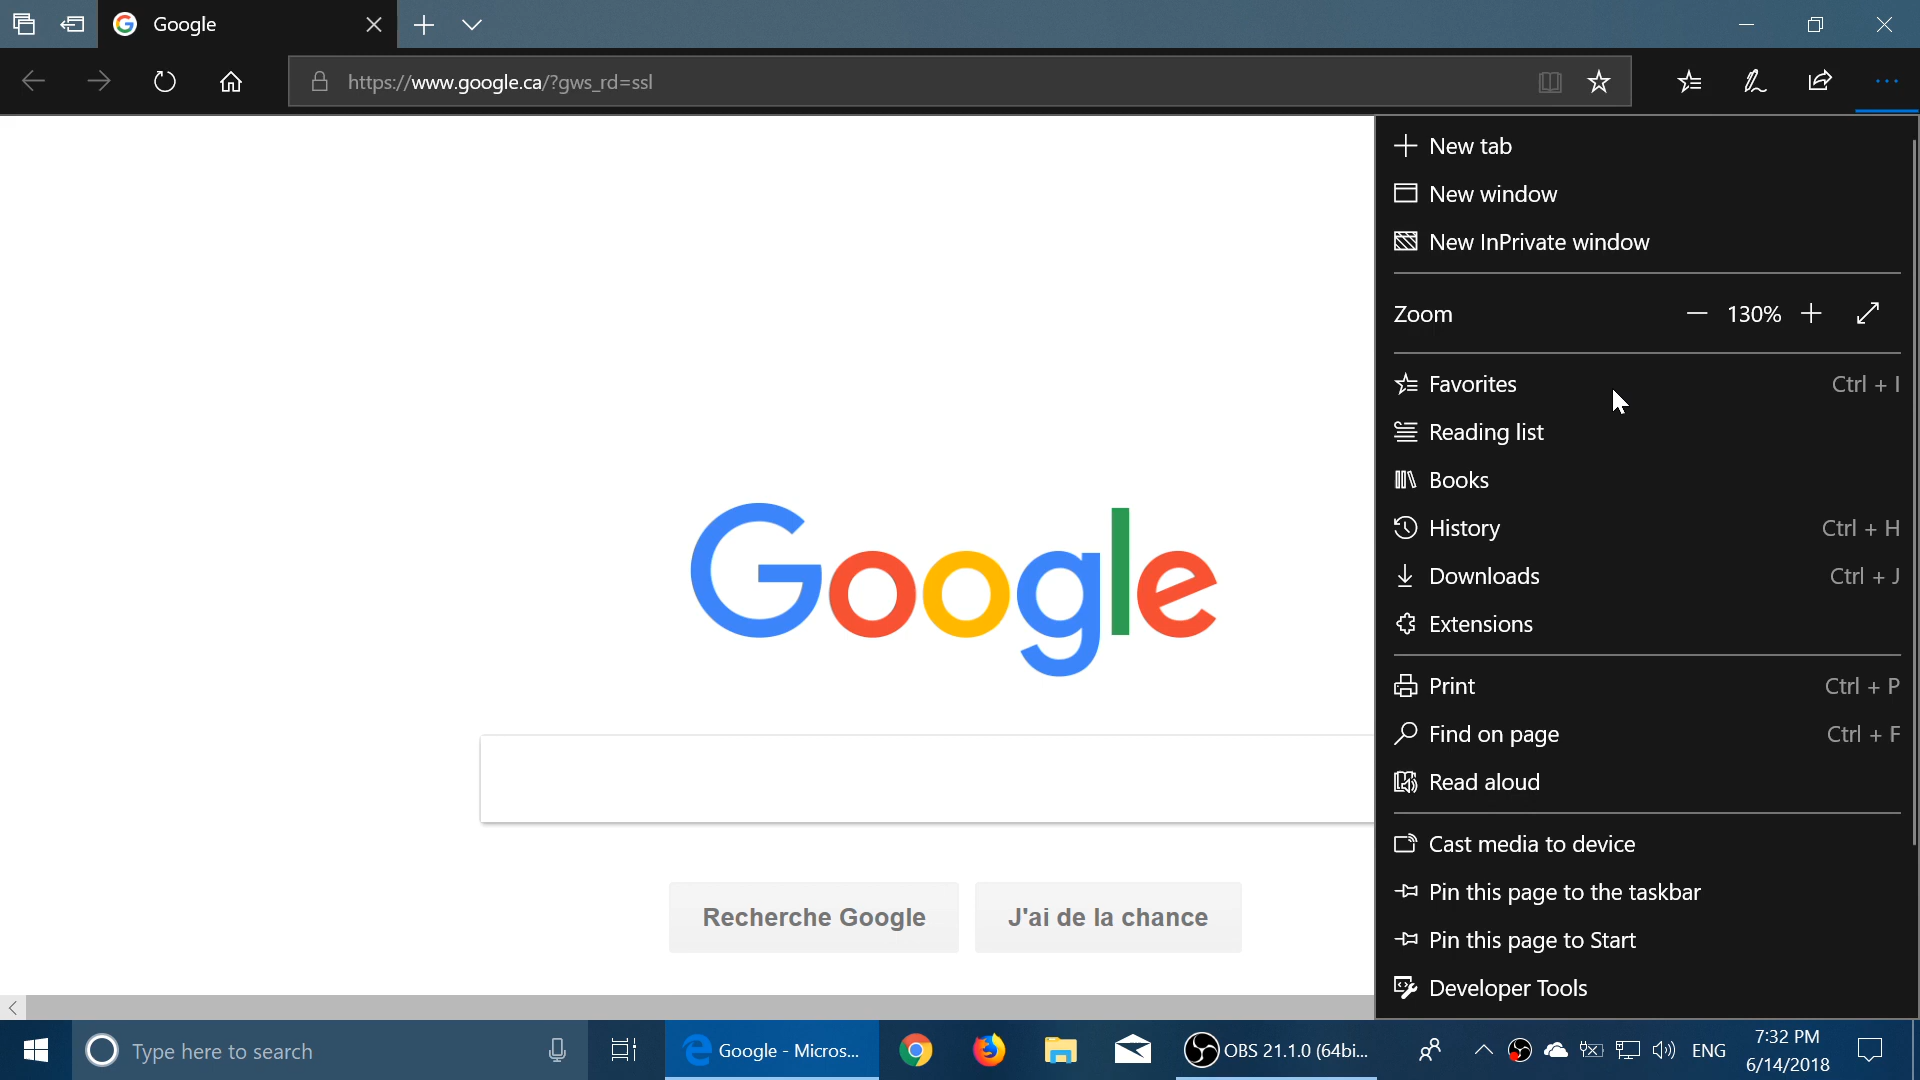 Google
https://www.google.ca/?gws_rd=ssl
New tab
New window
New InPrivate window
Zoom 130%
Favorites Ctrl + I
Reading list
Books
History Ctrl + H
Downloads Ctrl + J
Extensions
Print Ctrl + P
Find on page Ctrl + F
Read aloud
Cast media to device
Pin this page to the taskbar
Pin this page to Start
Developer Tools
Google
Recherche Google J'ai de la chance
Type here to search
Google - Micros...
OBS 21.1.0 (64bi...
ENG
7:32 PM
6/14/2018